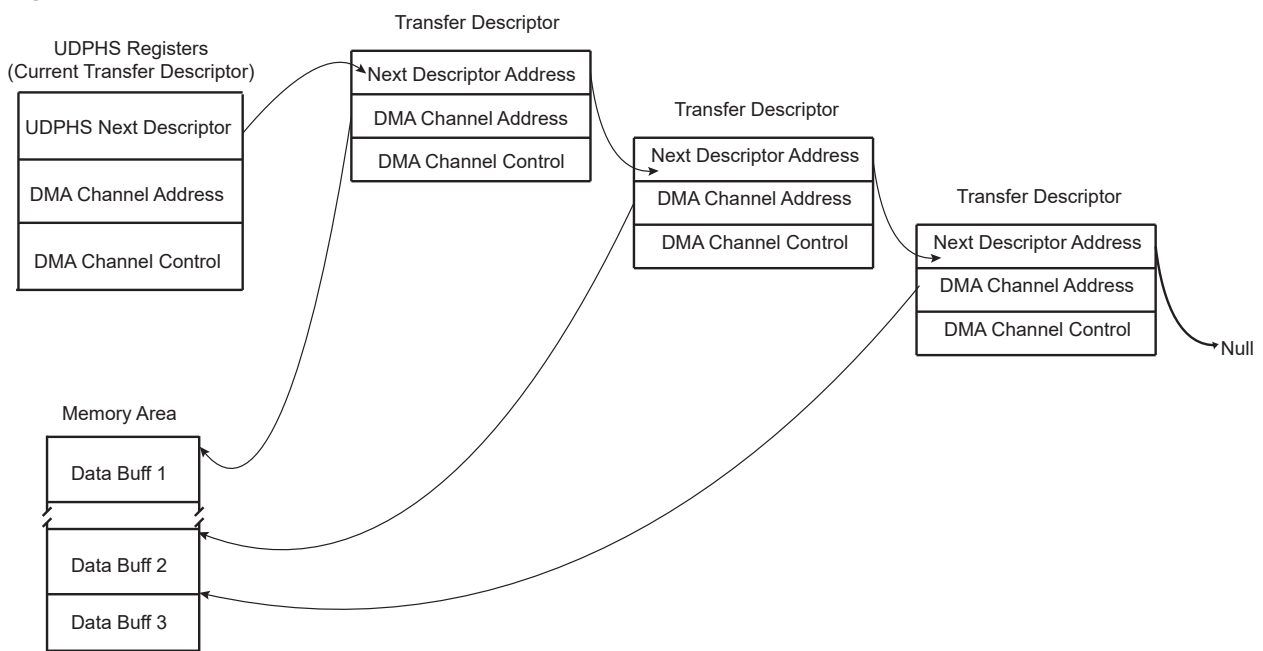 Transfer Descriptor
UDPHS Registers
(Current Transfer Descriptor)
UDPHS Next Descriptor
DMA Channel Address
DMA Channel Control
Next Descriptor Address
DMA Channel Address
DMA Channel Control
Transfer Descriptor
Next Descriptor Address
DMA Channel Address
DMA Channel Control
Transfer Descriptor
Next Descriptor Address
DMA Channel Address
DMA Channel Control
Null
Memory Area
Data Buff 1
Data Buff 2
Data Buff 3